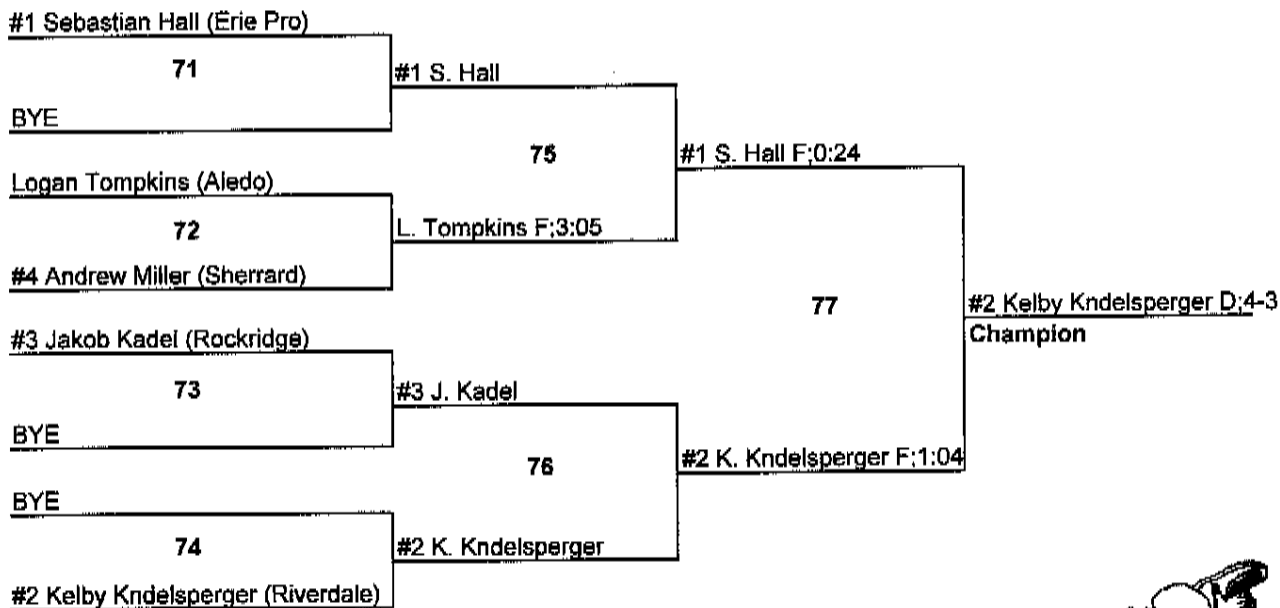 #1 Sebastian Hall (Erie Pro)
71
#1 S. Hall
BYE
75
#1 S. Hall F;0:24
Logan Tompkins (Aledo)
72
L. Tompkins F;3:05
#4 Andrew Miller (Sherrard)
77
#2 Kelby Kndelsperger D;4-3
Champion
#3 Jakob Kadel (Rockridge)
73
#3 J. Kadel
BYE
76
#2 K. Kndelsperger F;1:04
BYE
74
#2 K. Kndelsperger
#2 Kelby Kndelsperger (Riverdale)